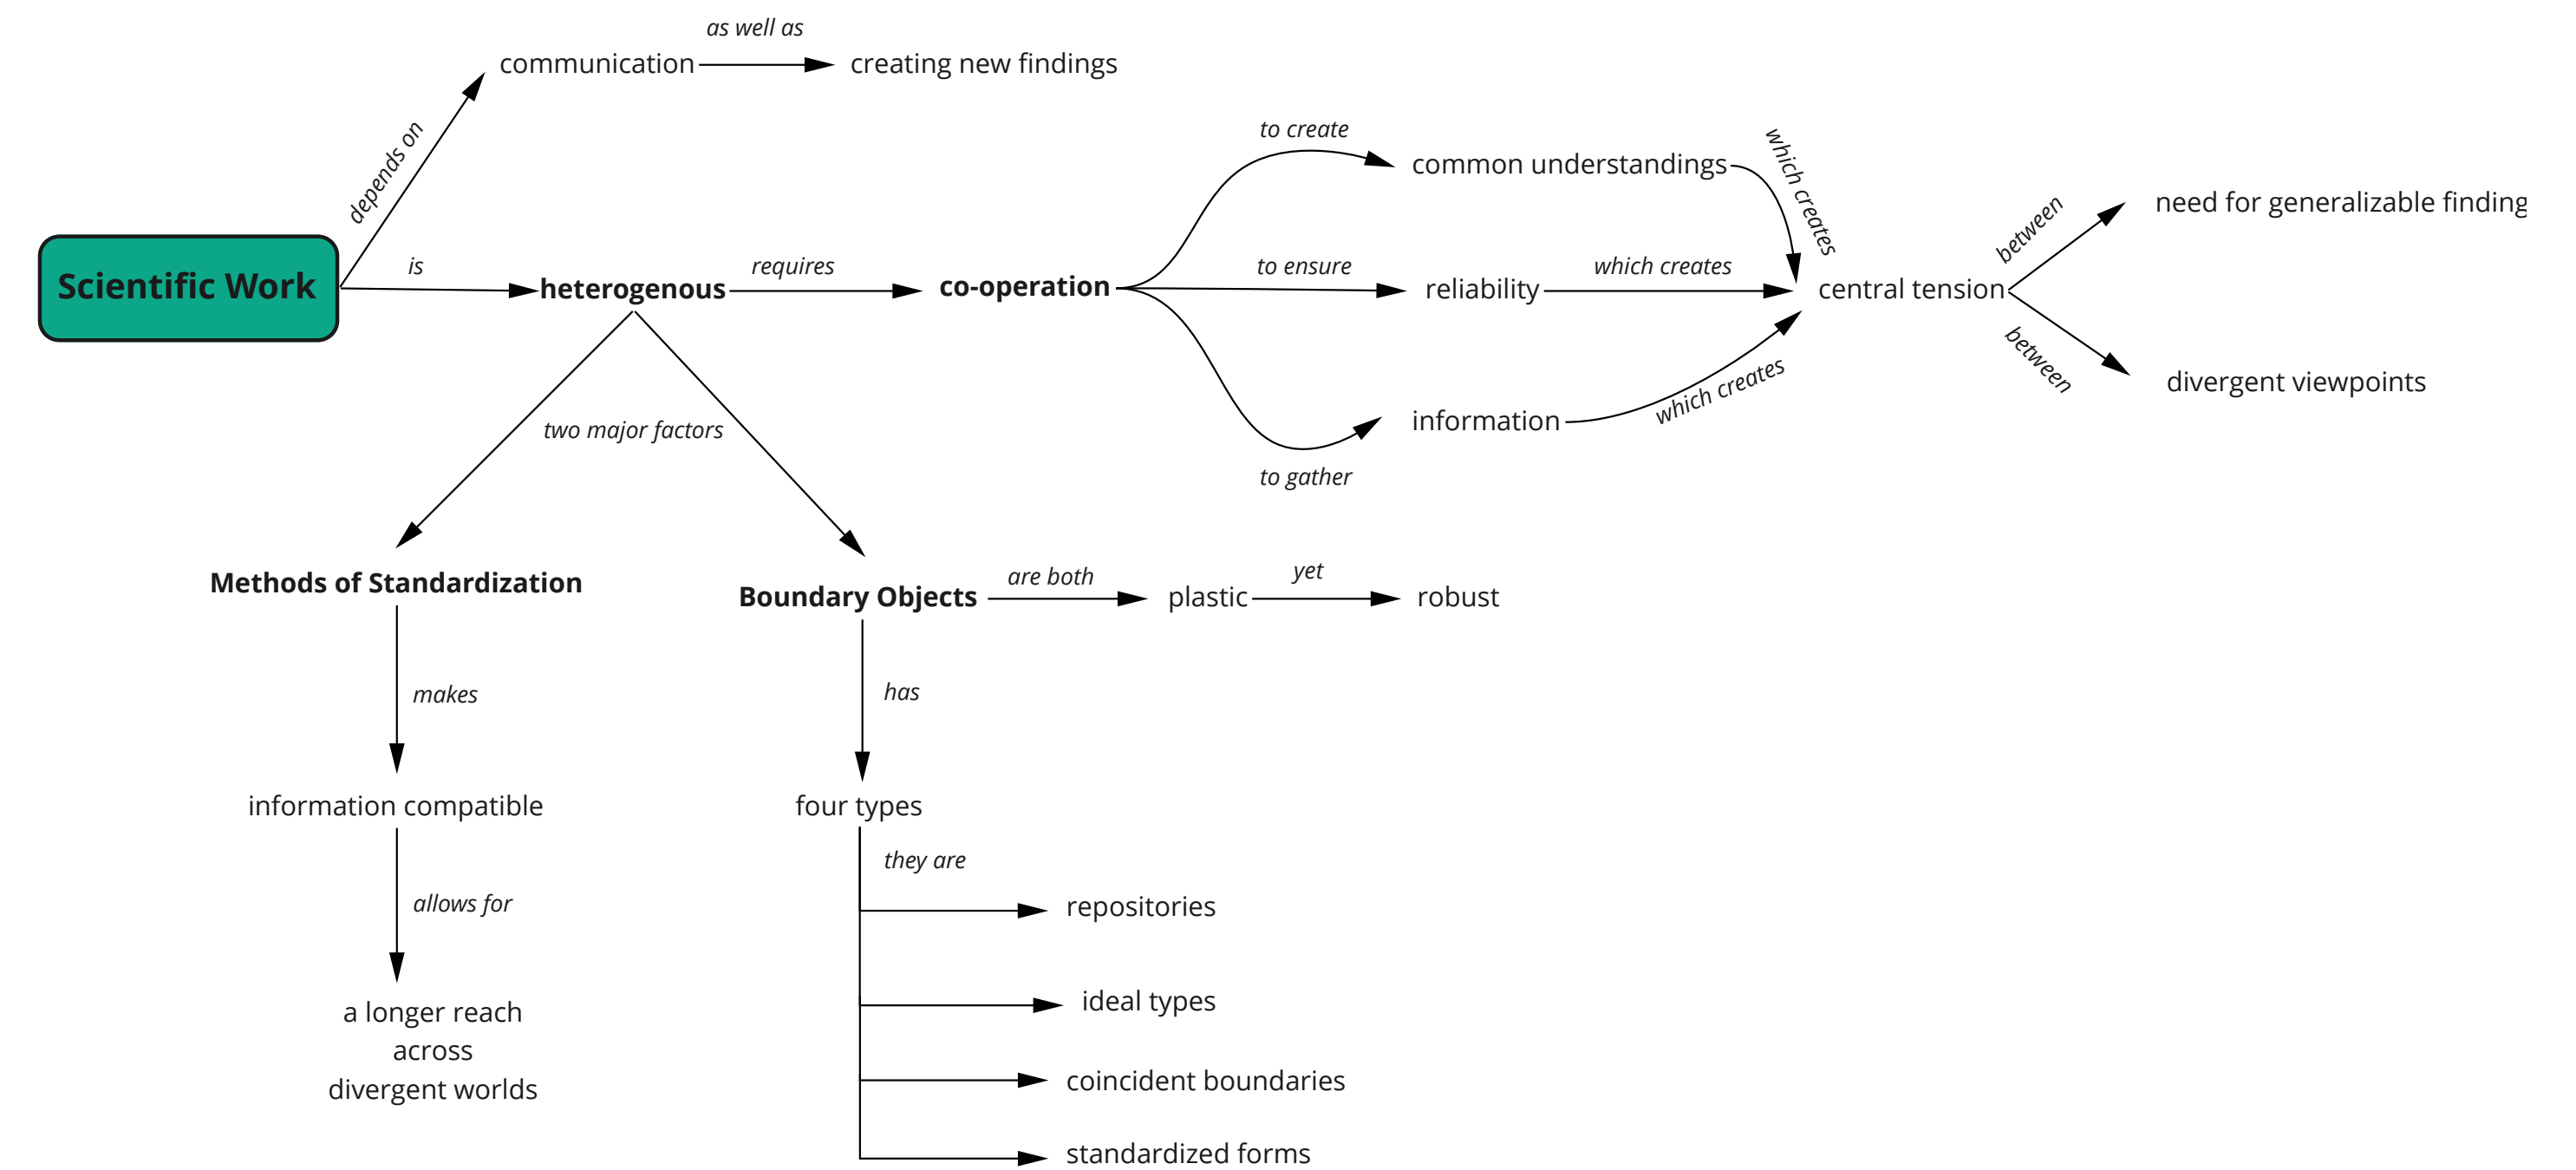 as well as
communication
creating new findings
depends on
to create
common understandings
which creates
between
need for generalizable finding
Scientific Work
is
heterogenous
requires
co-operation
to ensure
reliability
which creates
central tension
between
divergent viewpoints
two major factors
information
which creates
to gather
Methods of Standardization
Boundary Objects
are both
plastic
yet
robust
makes
has
information compatible
four types
they are
allows for
repositories
a longer reach
across
divergent worlds
ideal types
coincident boundaries
standardized forms